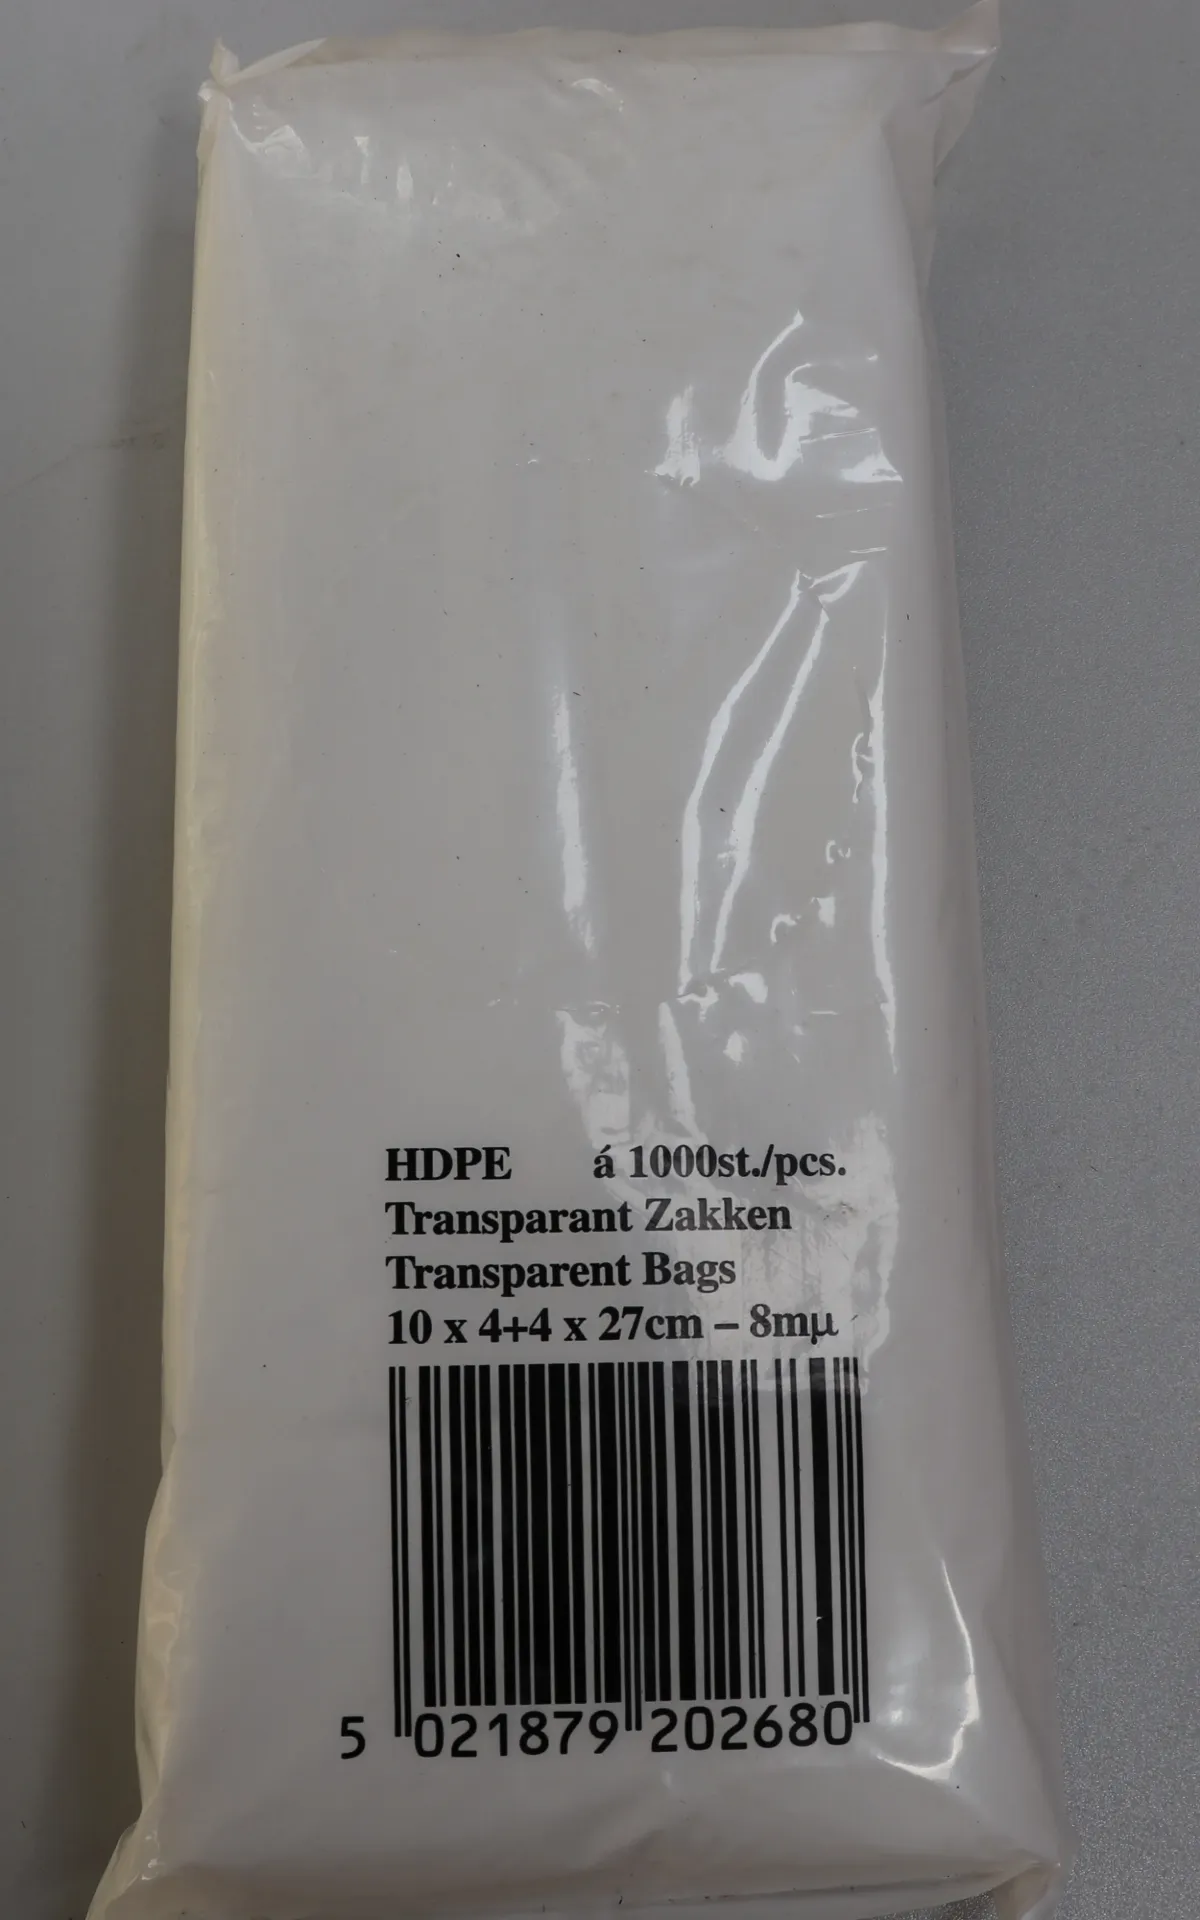 HDPE á 1000st./pcs.
Transparant Zakken
Transparent Bags
10 x 4+4 x 27cm – 8mµ
5 021879 202680